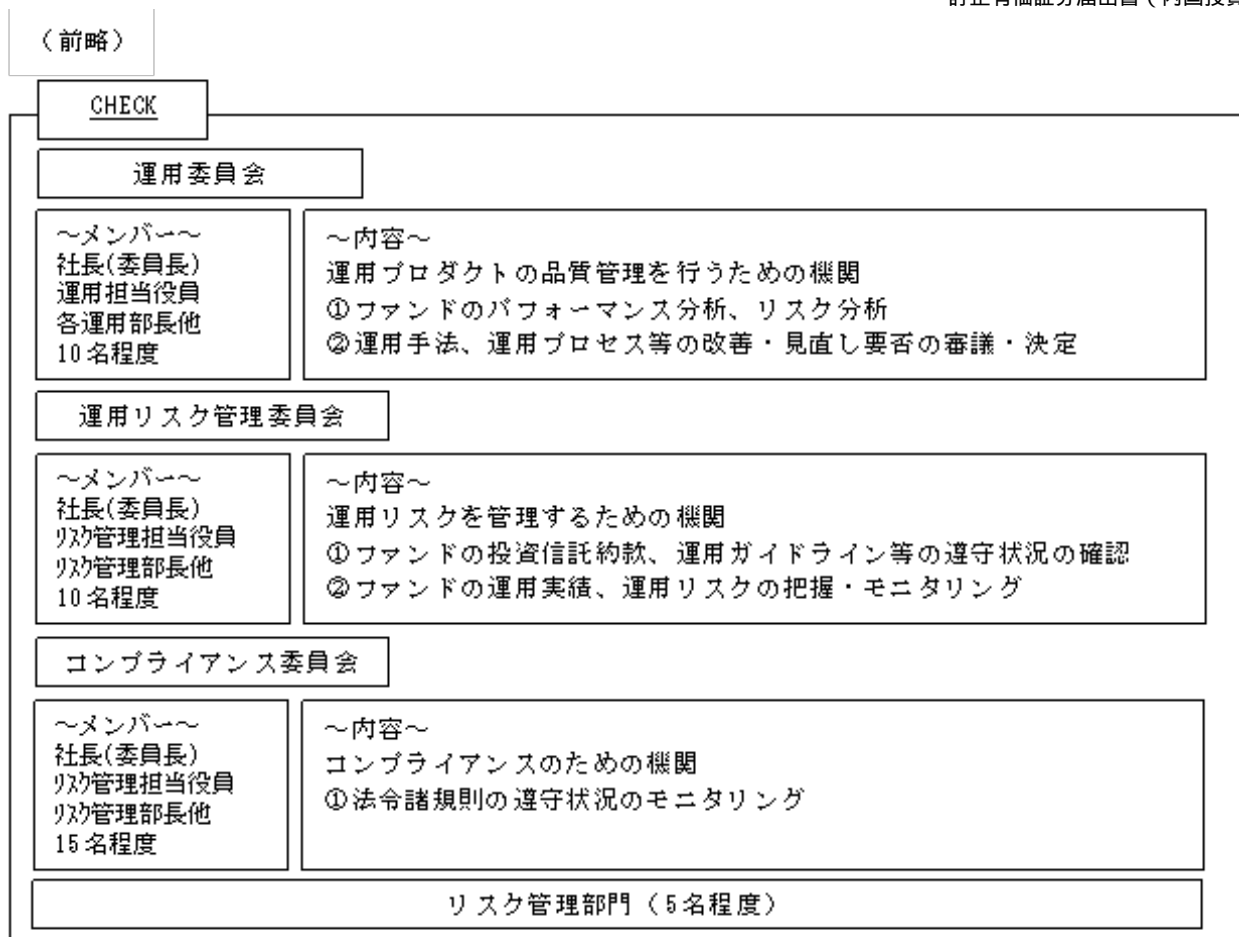 （前略）
CHECK
運用委員会
～メンバー～
社長(委員長)
運用担当役員
各運用部長他
10名程度
～内容～
運用プロダクトの品質管理を行うための機関
①ファンドのパフォーマンス分析、リスク分析
②運用手法、運用プロセス等の改善・見直し要否の審議・決定
運用リスク管理委員会
～メンバー～
社長(委員長)
ﾘｽｸ管理担当役員
ﾘｽｸ管理部長他
10名程度
～内容～
運用リスクを管理するための機関
①ファンドの投資信託約款、運用ガイドライン等の遵守状況の確認
②ファンドの運用実績、運用リスクの把握・モニタリング
コンプライアンス委員会
～メンバー～
社長(委員長)
ﾘｽｸ管理担当役員
ﾘｽｸ管理部長他
15名程度
～内容～
コンプライアンスのための機関
①法令諸規則の遵守状況のモニタリング
リスク管理部門（5名程度）